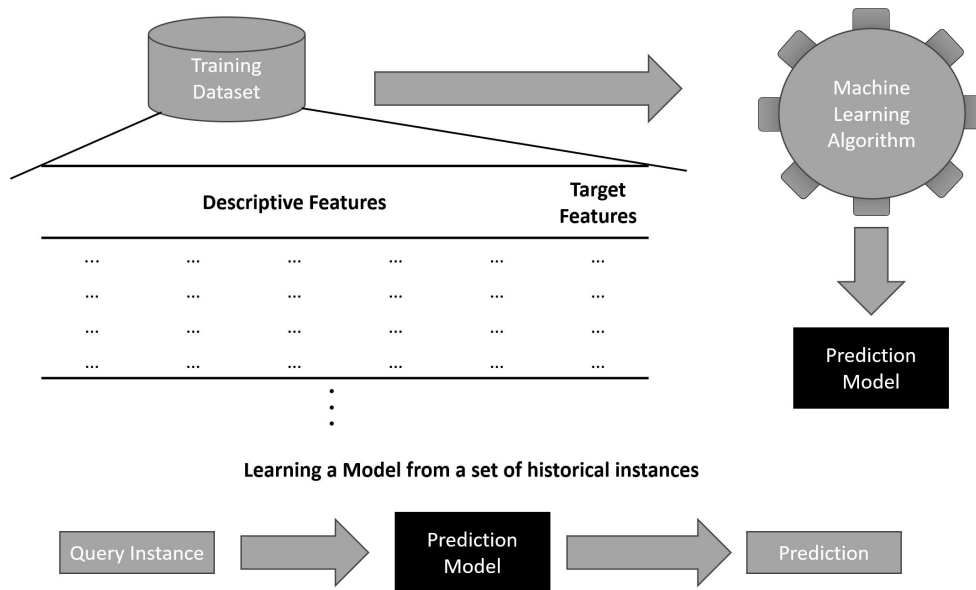 Training
Dataset
Machine
Learning
Algorithm
Descriptive Features
Target
Features
... ... ... ... ... ...
... ... ... ... ... ...
... ... ... ... ... ...
... ... ... ... ... ...
Prediction
Model
Learning a Model from a set of historical instances
Query Instance
Prediction
Model
Prediction